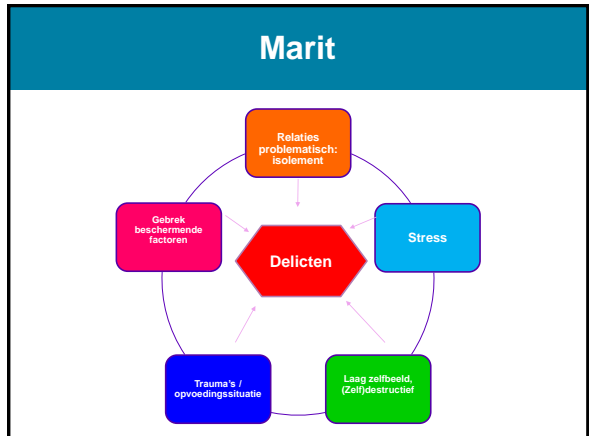 Marit
Relaties
problematisch:
isolement
Gebrek
beschermende
factoren
Stress
Delicten
Trauma's /
opvoedingssituatie
Laag zelfbeeld,
(Zelf)destructief